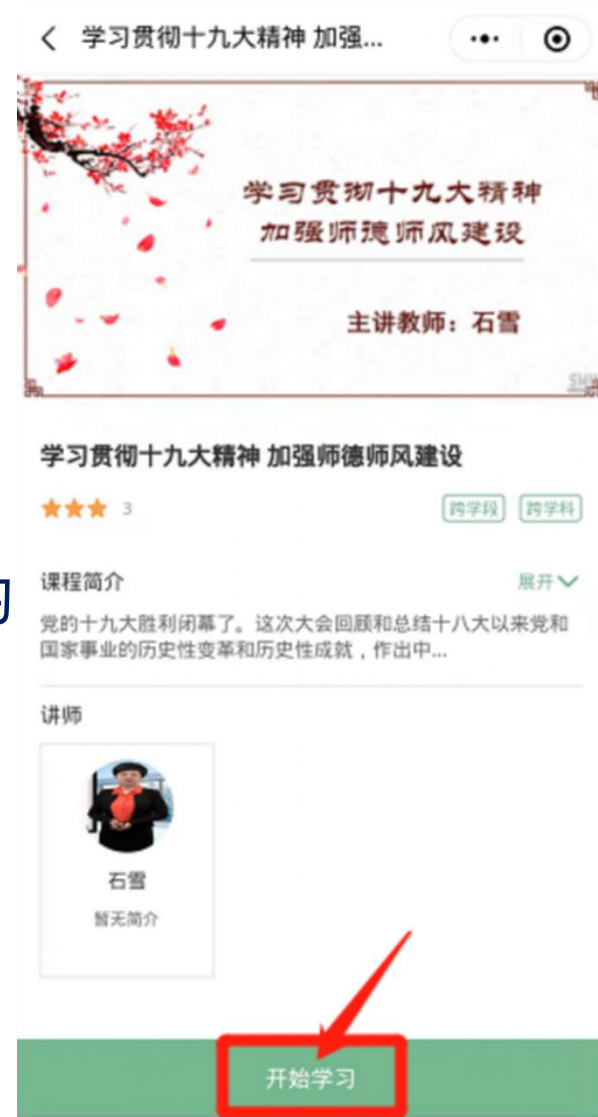 学习贯彻十九大精神 加强...
学习贯彻十九大精神
加强师德师风建设
主讲教师：石雪
学习贯彻十九大精神 加强师德师风建设
3
跨学段 跨学科
课程简介
展开
党的十九大胜利闭幕了。这次大会回顾和总结十八大以来党和
国家事业的历史性变革和历史性成就，作出中...
讲师
石雪
暂无简介
开始学习